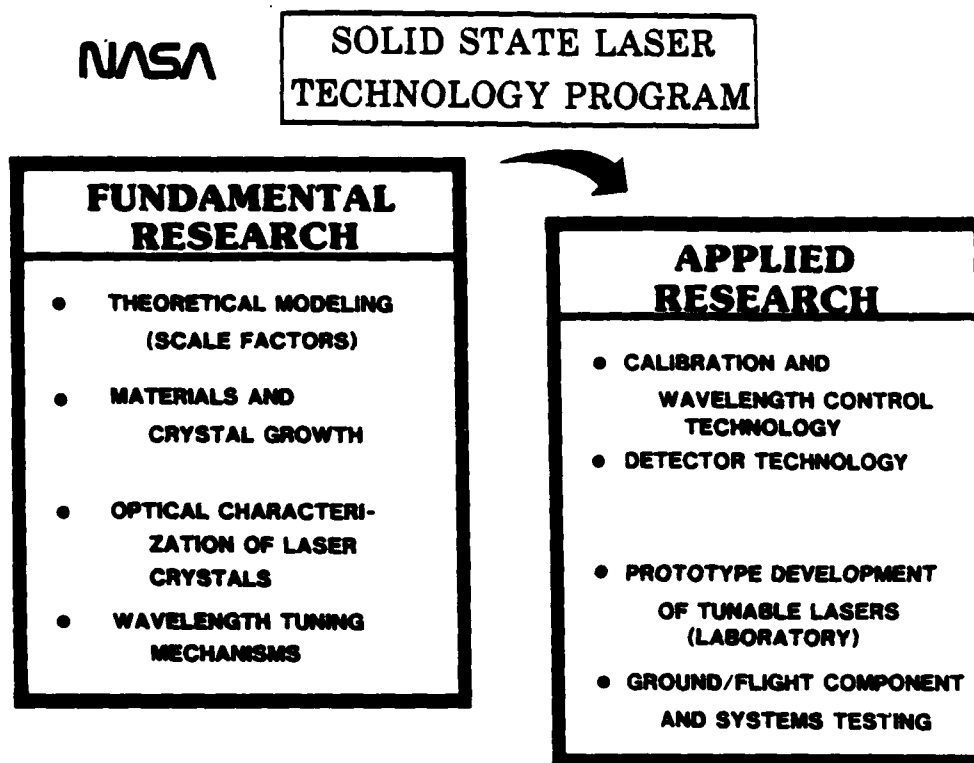 NASA
SOLID STATE LASER
TECHNOLOGY PROGRAM
FUNDAMENTAL
RESEARCH
• THEORETICAL MODELING
(SCALE FACTORS)
• MATERIALS AND
CRYSTAL GROWTH
• OPTICAL CHARACTERI-
ZATION OF LASER
CRYSTALS
• WAVELENGTH TUNING
MECHANISMS
APPLIED
RESEARCH
• CALIBRATION AND
WAVELENGTH CONTROL
TECHNOLOGY
• DETECTOR TECHNOLOGY
• PROTOTYPE DEVELOPMENT
OF TUNABLE LASERS
(LABORATORY)
• GROUND/FLIGHT COMPONENT
AND SYSTEMS TESTING